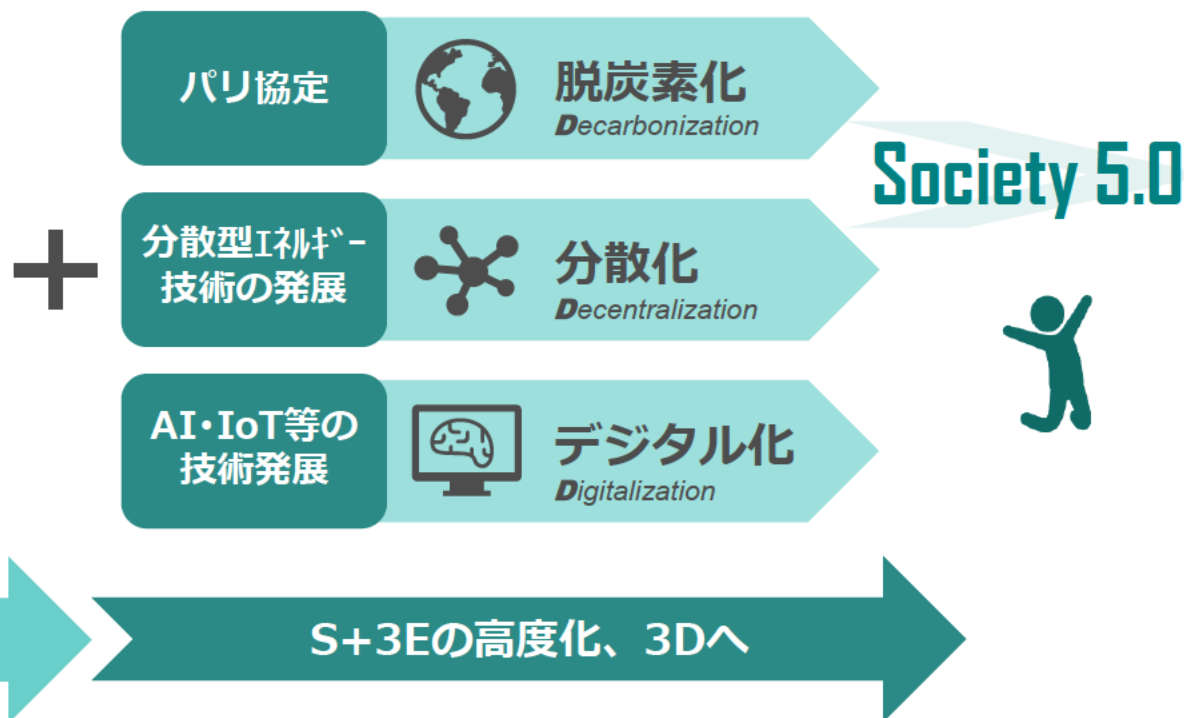 パリ協定
脱炭素化
Decarbonization
Society 5.0
+
分散型ｴﾈﾙｷﾞｰ
技術の発展
分散化
Decentralization
AI・IoT等の
技術発展
デジタル化
Digitalization
S+3Eの高度化、3Dへ